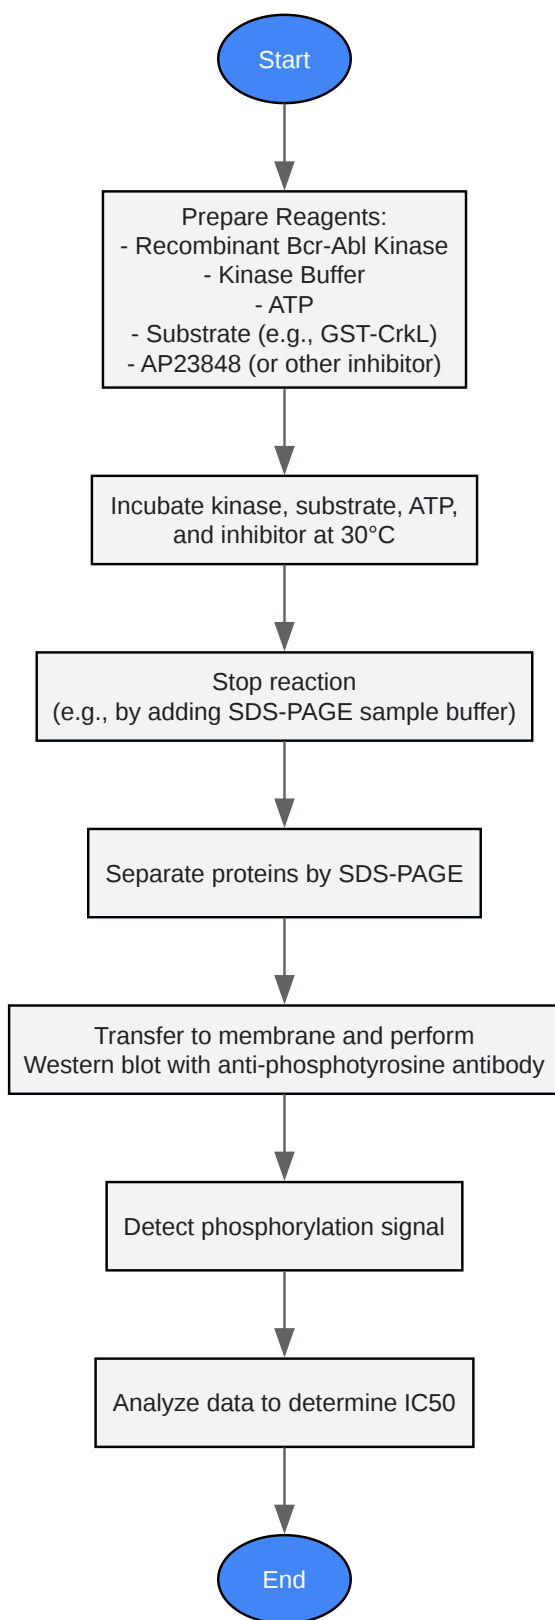 Start
Prepare Reagents:
- Recombinant Bcr-Abl Kinase
- Kinase Buffer
- ATP
- Substrate (e.g., GST-CrkL)
- AP23848 (or other inhibitor)
Incubate kinase, substrate, ATP,
and inhibitor at 30°C
Stop reaction
(e.g., by adding SDS-PAGE sample buffer)
Separate proteins by SDS-PAGE
Transfer to membrane and perform
Western blot with anti-phosphotyrosine antibody
Detect phosphorylation signal
Analyze data to determine IC50
End